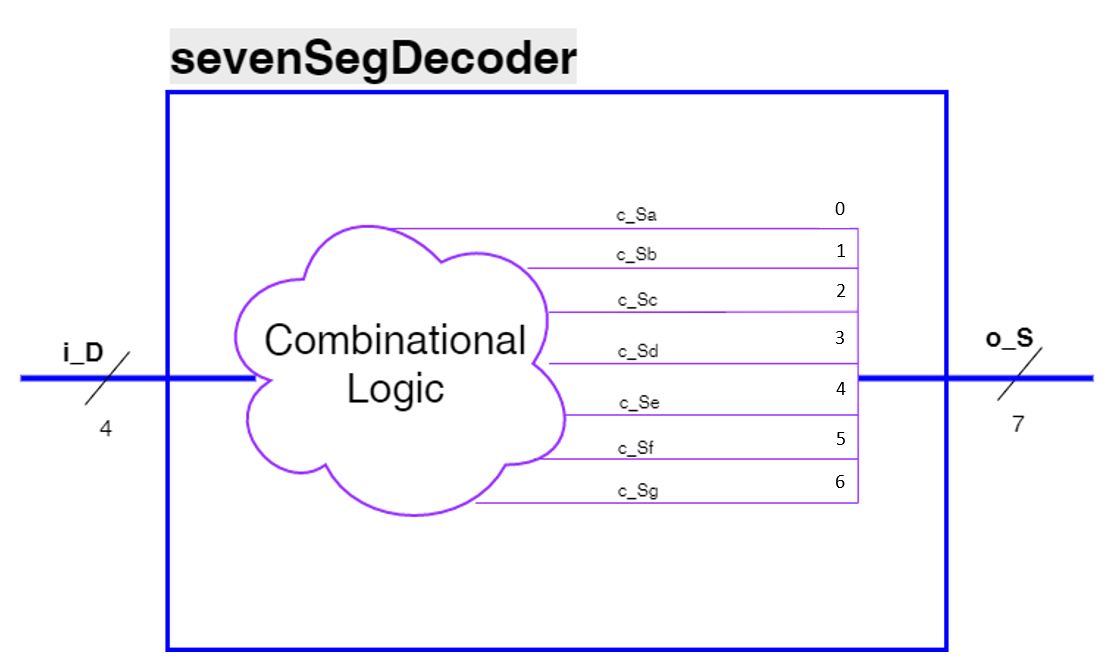 sevenSegDecoder
c_Sa 0
c_Sb 1
c_Sc 2
c_Sd 3
c_Se 4
c_Sf 5
c_Sg 6
Combinational
Logic
i_D
4
o_S
7